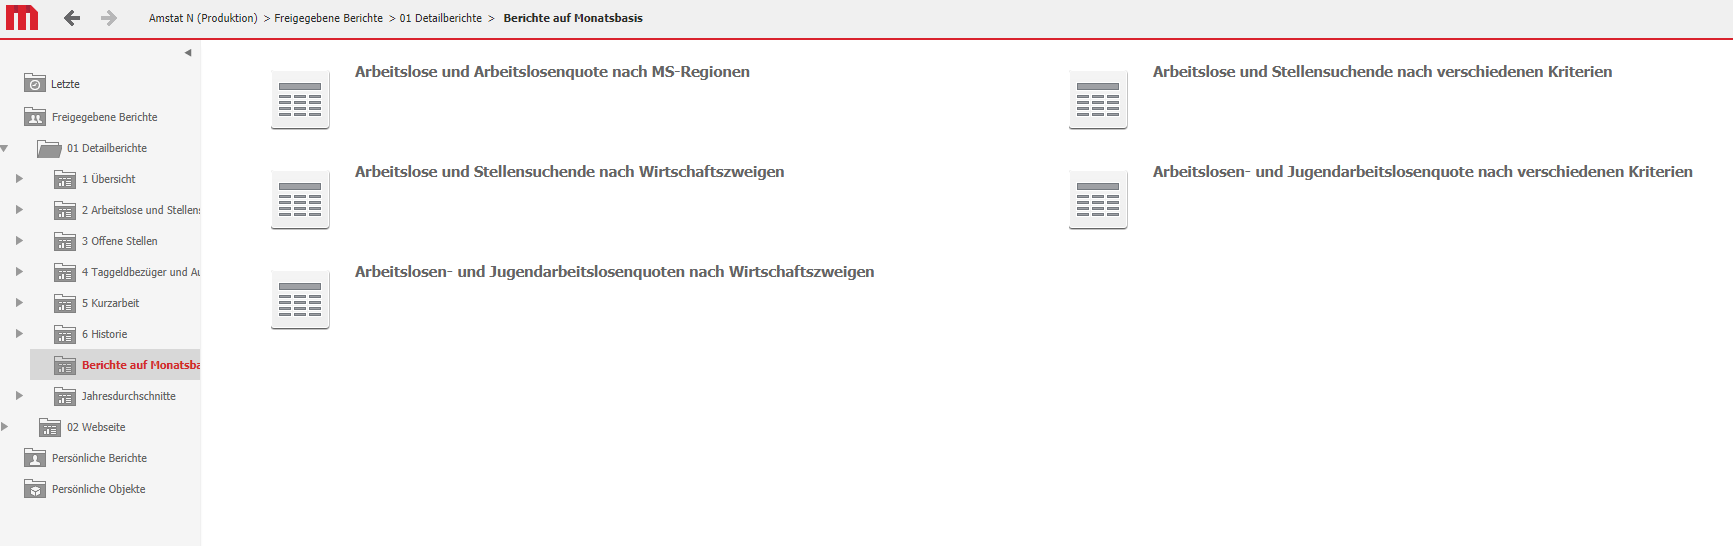 Amstat N (Produktion) > Freigegebene Berichte > 01 Detailberichte > Berichte auf Monatsbasis
Letzte
Freigegebene Berichte
01 Detailberichte
1 Übersicht
2 Arbeitslose und Stellens
3 Offene Stellen
4 Taggeldbezüger und Au
5 Kurzarbeit
6 Historie
Berichte auf Monatsba
Jahresdurchschnitte
02 Webseite
Persönliche Berichte
Persönliche Objekte
Arbeitslose und Arbeitslosenquote nach MS-Regionen
Arbeitslose und Stellensuchende nach verschiedenen Kriterien
Arbeitslose und Stellensuchende nach Wirtschaftszweigen
Arbeitslosen- und Jugendarbeitslosenquote nach verschiedenen Kriterien
Arbeitslosen- und Jugendarbeitslosenquoten nach Wirtschaftszweigen